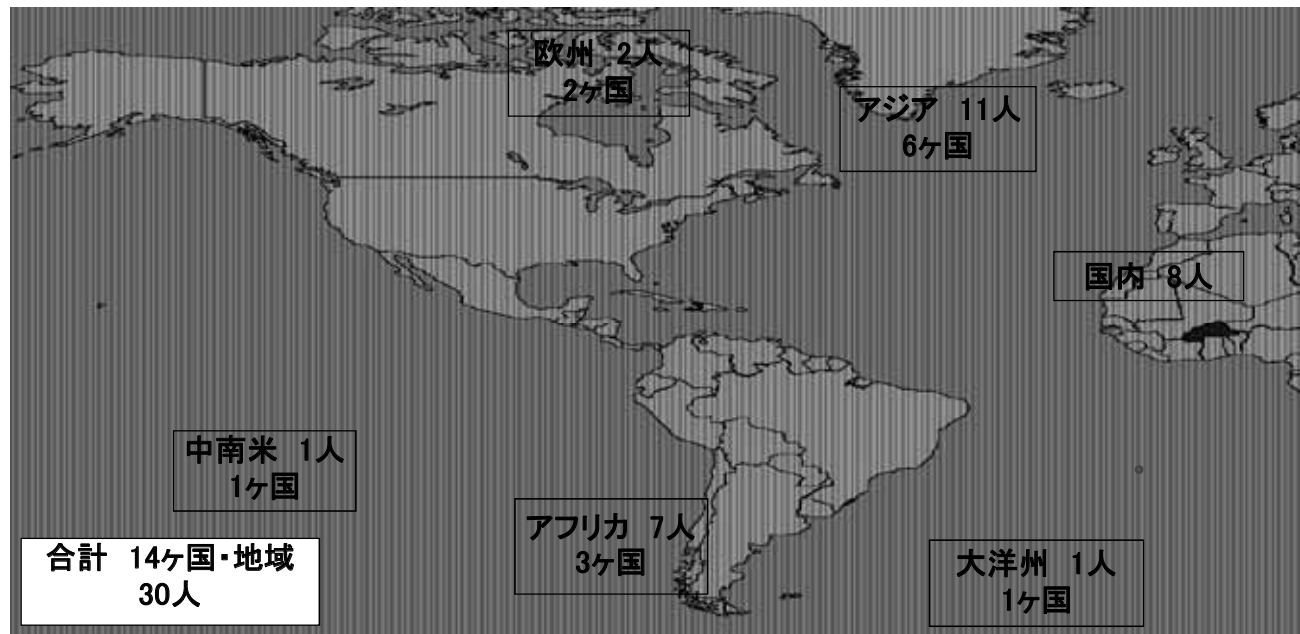 欧州 2人
2ヶ国
アジア 11人
6ヶ国
国内 8人
中南米 1人
1ヶ国
アフリカ 7人
3ヶ国
合計 14ヶ国・地域
30人
大洋州 1人
1ヶ国